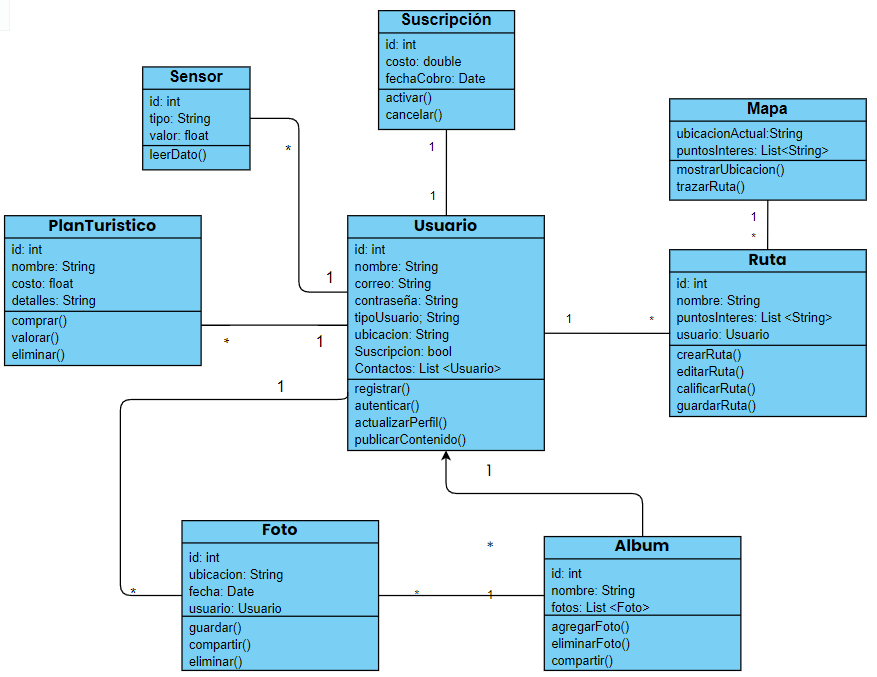 Suscripción
id: int
costo: double
fechaCobro: Date
activar()
cancelar()
Sensor
id: int
tipo: String
valor: float
leerDato()
*
1
1
1
Mapa
ubicacionActual:String
puntosInteres: List<String>
mostrarUbicacion()
trazarRuta()
1
*
PlanTuristico
id: int
nombre: String
costo: float
detalles: String
comprar()
valorar()
eliminar()
*
1
Usuario
id: int
nombre: String
correo: String
contraseña: String
tipoUsuario; String
ubicacion: String
Suscripcion: bool
Contactos: List <Usuario>
registrar()
autenticar()
actualizarPerfil()
publicarContenido()
1
*
Ruta
id: int
nombre: String
puntosInteres: List <String>
usuario: Usuario
crearRuta()
editarRuta()
calificarRuta()
guardarRuta()
1
*
1
*
Foto
id: int
ubicacion: String
fecha: Date
usuario: Usuario
guardar()
compartir()
eliminar()
*
1
Album
id: int
nombre: String
fotos: List <Foto>
agregarFoto()
eliminarFoto()
compartir()